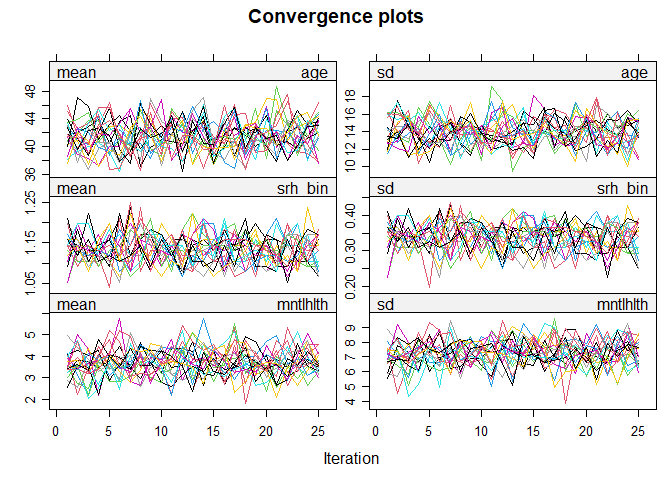 Convergence plots
mean age sd age
36 40 44 48
10 12 14 16 18
mean srh_bin sd srh_bin
1.05 1.15 1.25
0.20 0.30 0.40
mean mntlhlth sd mntlhlth
2 3 4 5
4 5 6 7 8 9
0 5 10 15 20 25 0 5 10 15 20 25
Iteration